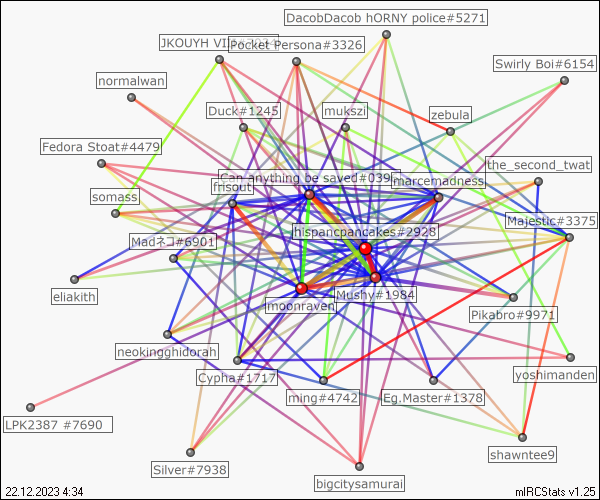 DacobDacob hORNY police#5271
Pocket Persona#3326
Swirly Boi#6154
normalwan
Duck#1245
mukszi
zebula
Fedora Stoat#4479
the_second_twat
Can anything be saved#039
marcemadness
frisout
somass
Majestic#3375
hispancpancakes#2928
Madネコ#6901
eliakith
Mushy#1984
moonraven
Pikabro#9971
neokingghidorah
yoshimanden
Cypha#1717
ming#4742
Eg.Master#1378
LPK2387 #7690
shawntee9
Silver#7938
bigcitysamurai
22.12.2023 4:34
mIRCStats v1.25